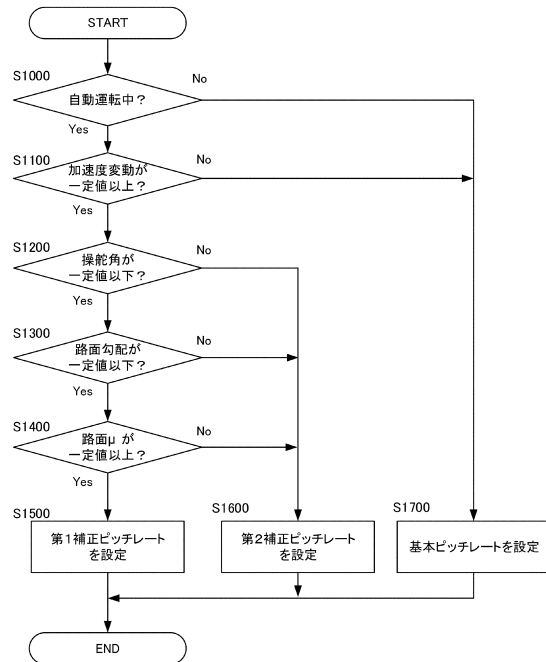 START
S1000
No
自動運転中？
Yes
S1100
No
加速度変動が
一定値以上？
Yes
S1200
No
操舵角が
一定値以下？
Yes
S1300
No
路面勾配が
一定値以下？
Yes
S1400
No
路面μ が
一定値以上？
Yes
S1500
第１補正ピッチレート
を設定
S1600
第２補正ピッチレート
を設定
S1700
基本ピッチレートを設定
END